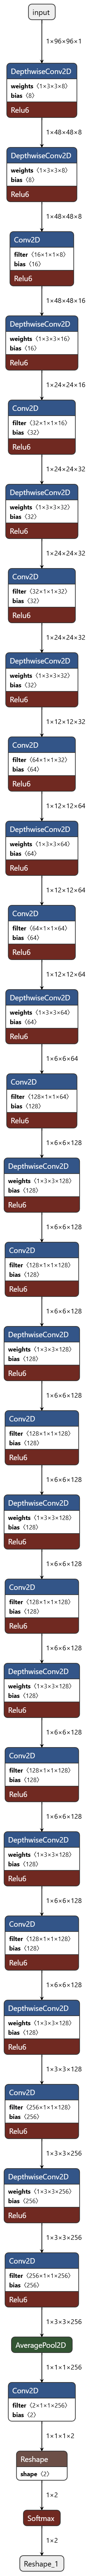 input
1×96×96×1
DepthwiseConv2D
weights ⟨1×3×3×8⟩
bias ⟨8⟩
Relu6
1×48×48×8
DepthwiseConv2D
weights ⟨1×3×3×8⟩
bias ⟨8⟩
Relu6
1×48×48×8
Conv2D
filter ⟨16×1×1×8⟩
bias ⟨16⟩
Relu6
1×48×48×16
DepthwiseConv2D
weights ⟨1×3×3×16⟩
bias ⟨16⟩
Relu6
1×24×24×16
Conv2D
filter ⟨32×1×1×16⟩
bias ⟨32⟩
Relu6
1×24×24×32
DepthwiseConv2D
weights ⟨1×3×3×32⟩
bias ⟨32⟩
Relu6
1×24×24×32
Conv2D
filter ⟨32×1×1×32⟩
bias ⟨32⟩
Relu6
1×24×24×32
DepthwiseConv2D
weights ⟨1×3×3×32⟩
bias ⟨32⟩
Relu6
1×12×12×32
Conv2D
filter ⟨64×1×1×32⟩
bias ⟨64⟩
Relu6
1×12×12×64
DepthwiseConv2D
weights ⟨1×3×3×64⟩
bias ⟨64⟩
Relu6
1×12×12×64
Conv2D
filter ⟨64×1×1×64⟩
bias ⟨64⟩
Relu6
1×12×12×64
DepthwiseConv2D
weights ⟨1×3×3×64⟩
bias ⟨64⟩
Relu6
1×6×6×64
Conv2D
filter ⟨128×1×1×64⟩
bias ⟨128⟩
Relu6
1×6×6×128
DepthwiseConv2D
weights ⟨1×3×3×128⟩
bias ⟨128⟩
Relu6
1×6×6×128
Conv2D
filter ⟨128×1×1×128⟩
bias ⟨128⟩
Relu6
1×6×6×128
DepthwiseConv2D
weights ⟨1×3×3×128⟩
bias ⟨128⟩
Relu6
1×6×6×128
Conv2D
filter ⟨128×1×1×128⟩
bias ⟨128⟩
Relu6
1×6×6×128
DepthwiseConv2D
weights ⟨1×3×3×128⟩
bias ⟨128⟩
Relu6
1×6×6×128
Conv2D
filter ⟨128×1×1×128⟩
bias ⟨128⟩
Relu6
1×6×6×128
DepthwiseConv2D
weights ⟨1×3×3×128⟩
bias ⟨128⟩
Relu6
1×6×6×128
Conv2D
filter ⟨128×1×1×128⟩
bias ⟨128⟩
Relu6
1×6×6×128
DepthwiseConv2D
weights ⟨1×3×3×128⟩
bias ⟨128⟩
Relu6
1×6×6×128
Conv2D
filter ⟨128×1×1×128⟩
bias ⟨128⟩
Relu6
1×6×6×128
DepthwiseConv2D
weights ⟨1×3×3×128⟩
bias ⟨128⟩
Relu6
1×3×3×128
Conv2D
filter ⟨256×1×1×128⟩
bias ⟨256⟩
Relu6
1×3×3×256
DepthwiseConv2D
weights ⟨1×3×3×256⟩
bias ⟨256⟩
Relu6
1×3×3×256
Conv2D
filter ⟨256×1×1×256⟩
bias ⟨256⟩
Relu6
1×3×3×256
AveragePool2D
1×1×1×256
Conv2D
filter ⟨2×1×1×256⟩
bias ⟨2⟩
1×1×1×2
Reshape
shape ⟨2⟩
1×2
Softmax
1×2
Reshape_1